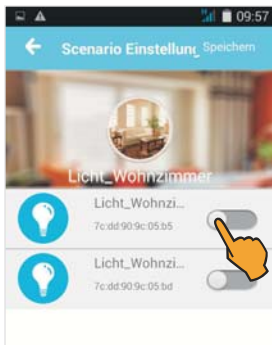 09:57
Scenario Einstellung Speichern
Licht_Wohnzimmer
Licht_Wohnzi...
7c:dd:90:9c:05:b5
Licht_Wohnzi...
7c:dd:90:9c:05:bd